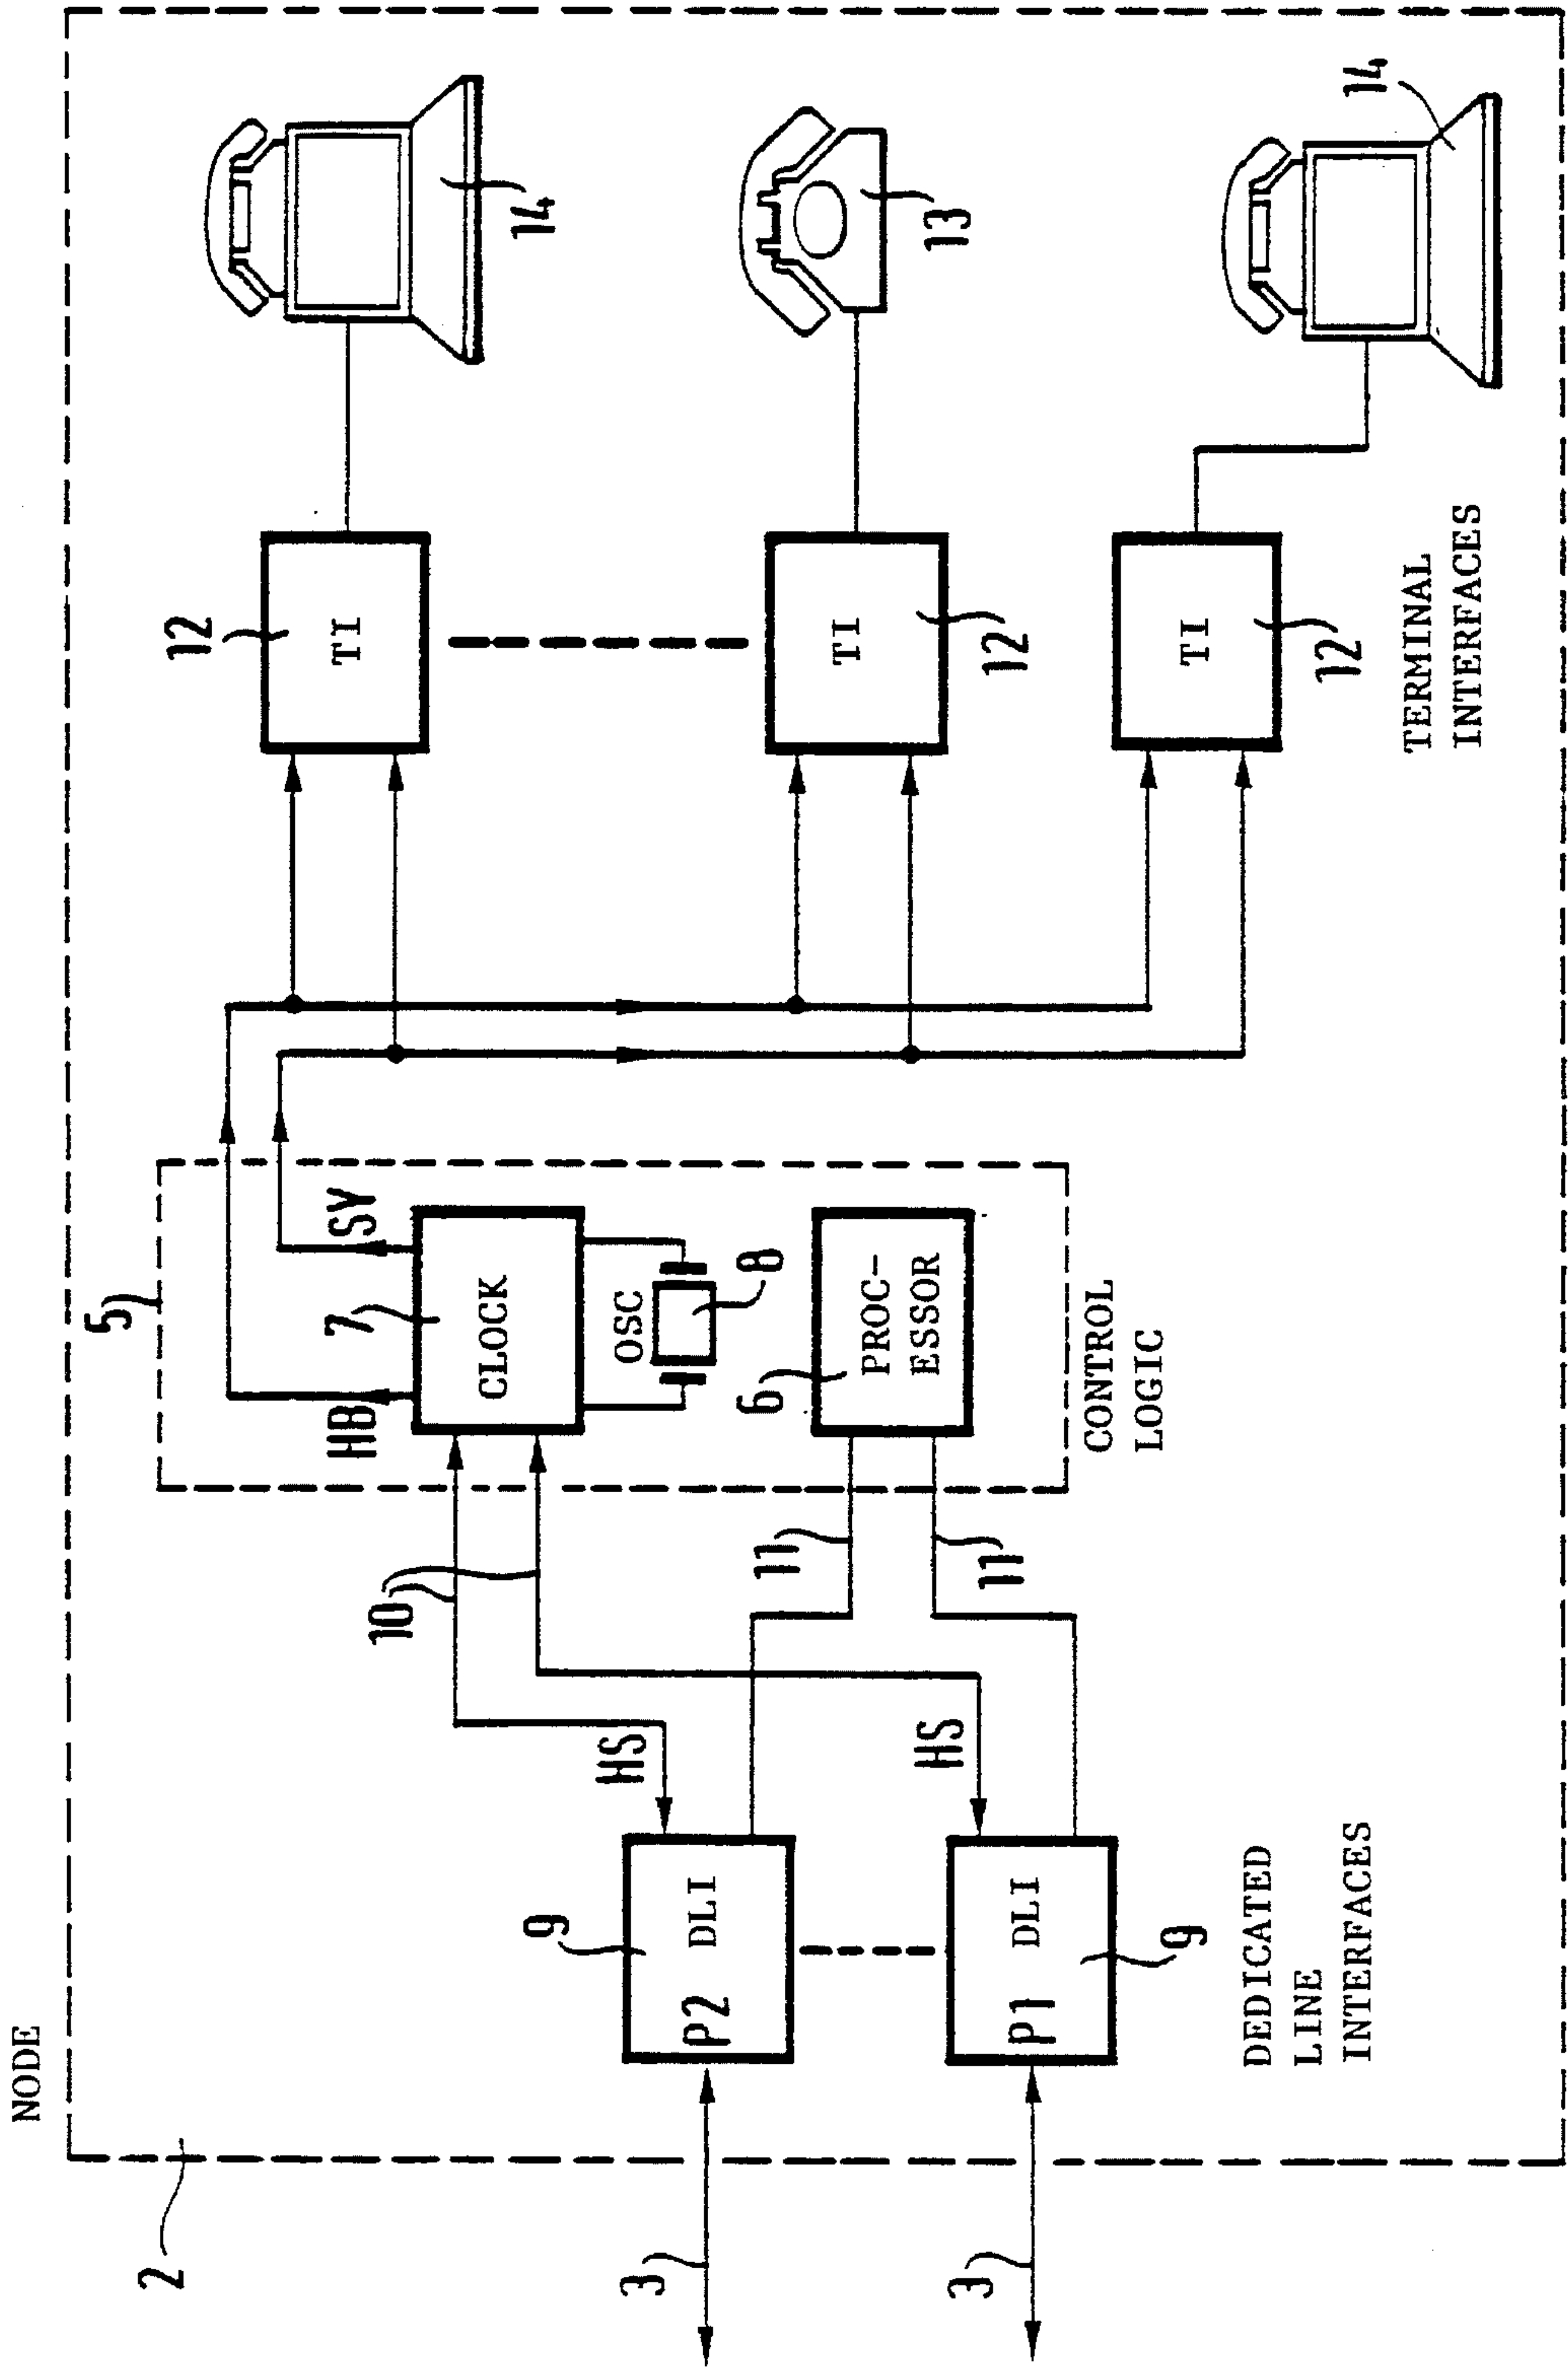 NODE
2
3
3
9
P2 DLI
P1 DLI
9
DEDICATED
LINE
INTERFACES
HS
HS
10
11
11
5
HB
SY
7
CLOCK
OSC
8
6
PROC-
ESSOR
CONTROL
LOGIC
12
TI
TI
12
TI
12
TERMINAL
INTERFACES
14
13
14